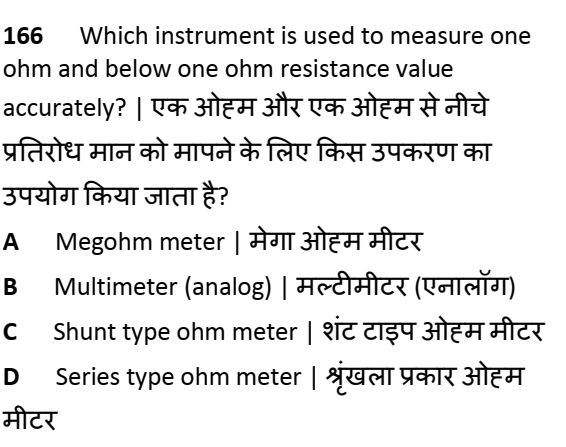 166 Which instrument is used to measure one
ohm and below one ohm resistance value
accurately? | एक ओह्म और एक ओह्म से नीचे
प्रतिरोध मान को मापने के लिए किस उपकरण का
उपयोग किया जाता है?
A Megohm meter | मेगा ओह्म मीटर
B Multimeter (analog) | मल्टीमीटर (एनालॉग)
C Shunt type ohm meter | शंट टाइप ओह्म मीटर
D Series type ohm meter | श्रृंखला प्रकार ओह्म
मीटर